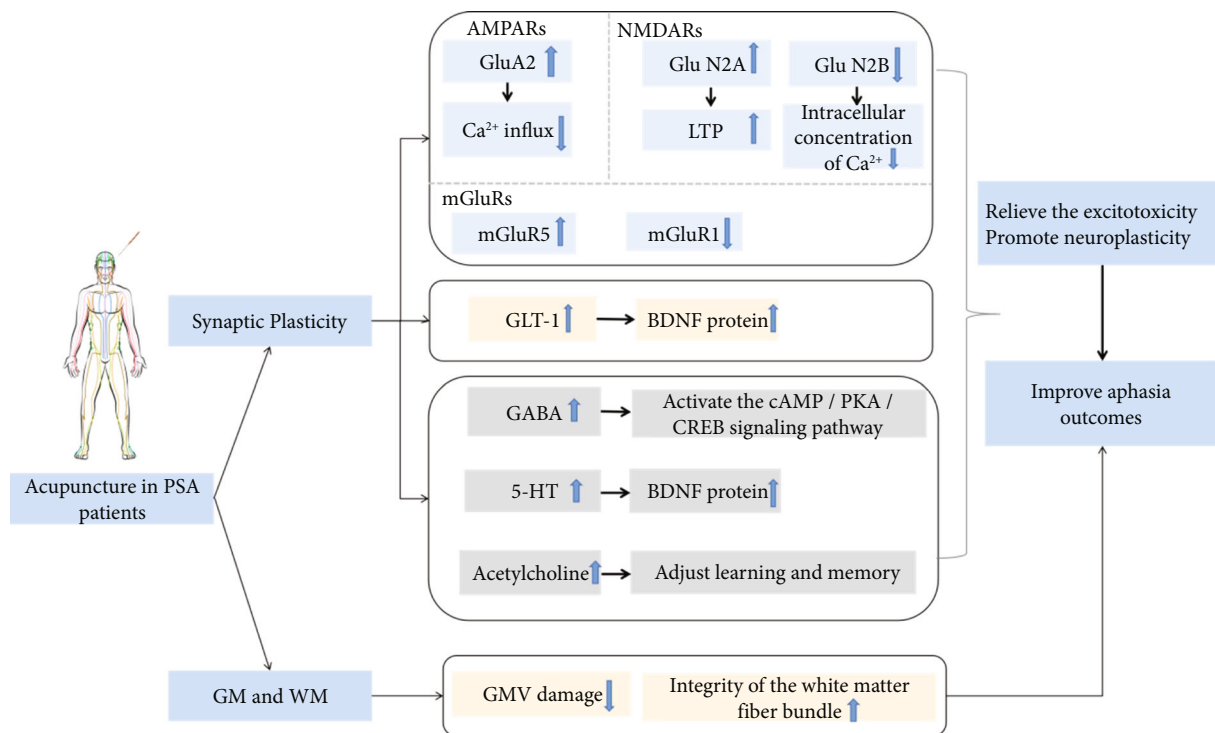 AMPARs
NMDARs
GluA2
Glu N2A
Glu N2B
Ca²⁺ influx
LTP
Intracellular
concentration
of Ca²⁺
mGluRs
mGluR5
mGluR1
Relieve the excitotoxicity
Promote neuroplasticity
Synaptic Plasticity
GLT-1
BDNF protein
Improve aphasia
outcomes
GABA
Activate the cAMP / PKA /
CREB signaling pathway
5-HT
BDNF protein
Acetylcholine
Adjust learning and memory
Acupuncture in PSA
patients
GM and WM
GMV damage
Integrity of the white matter
fiber bundle